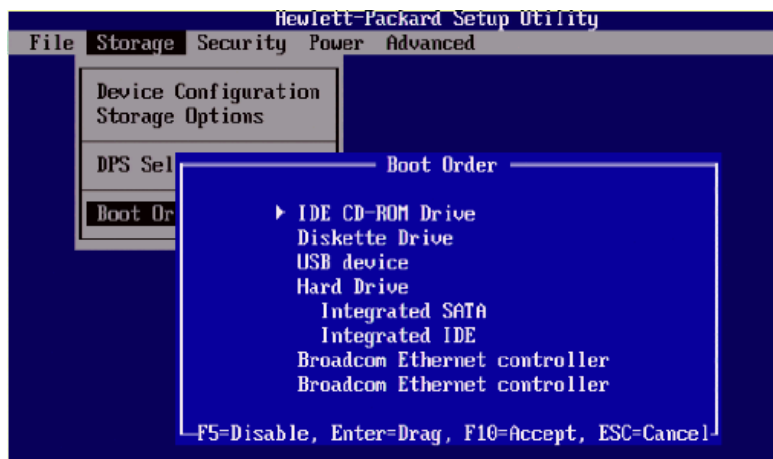 Hewlett-Packard Setup Utility
File Storage Security Power Advanced
Device Configuration
Storage Options
DPS Sel
Boot Or
Boot Order
IDE CD-ROM Drive
Diskette Drive
USB device
Hard Drive
Integrated SATA
Integrated IDE
Broadcom Ethernet controller
Broadcom Ethernet controller
F5=Disable, Enter=Drag, F10=Accept, ESC=Cancel